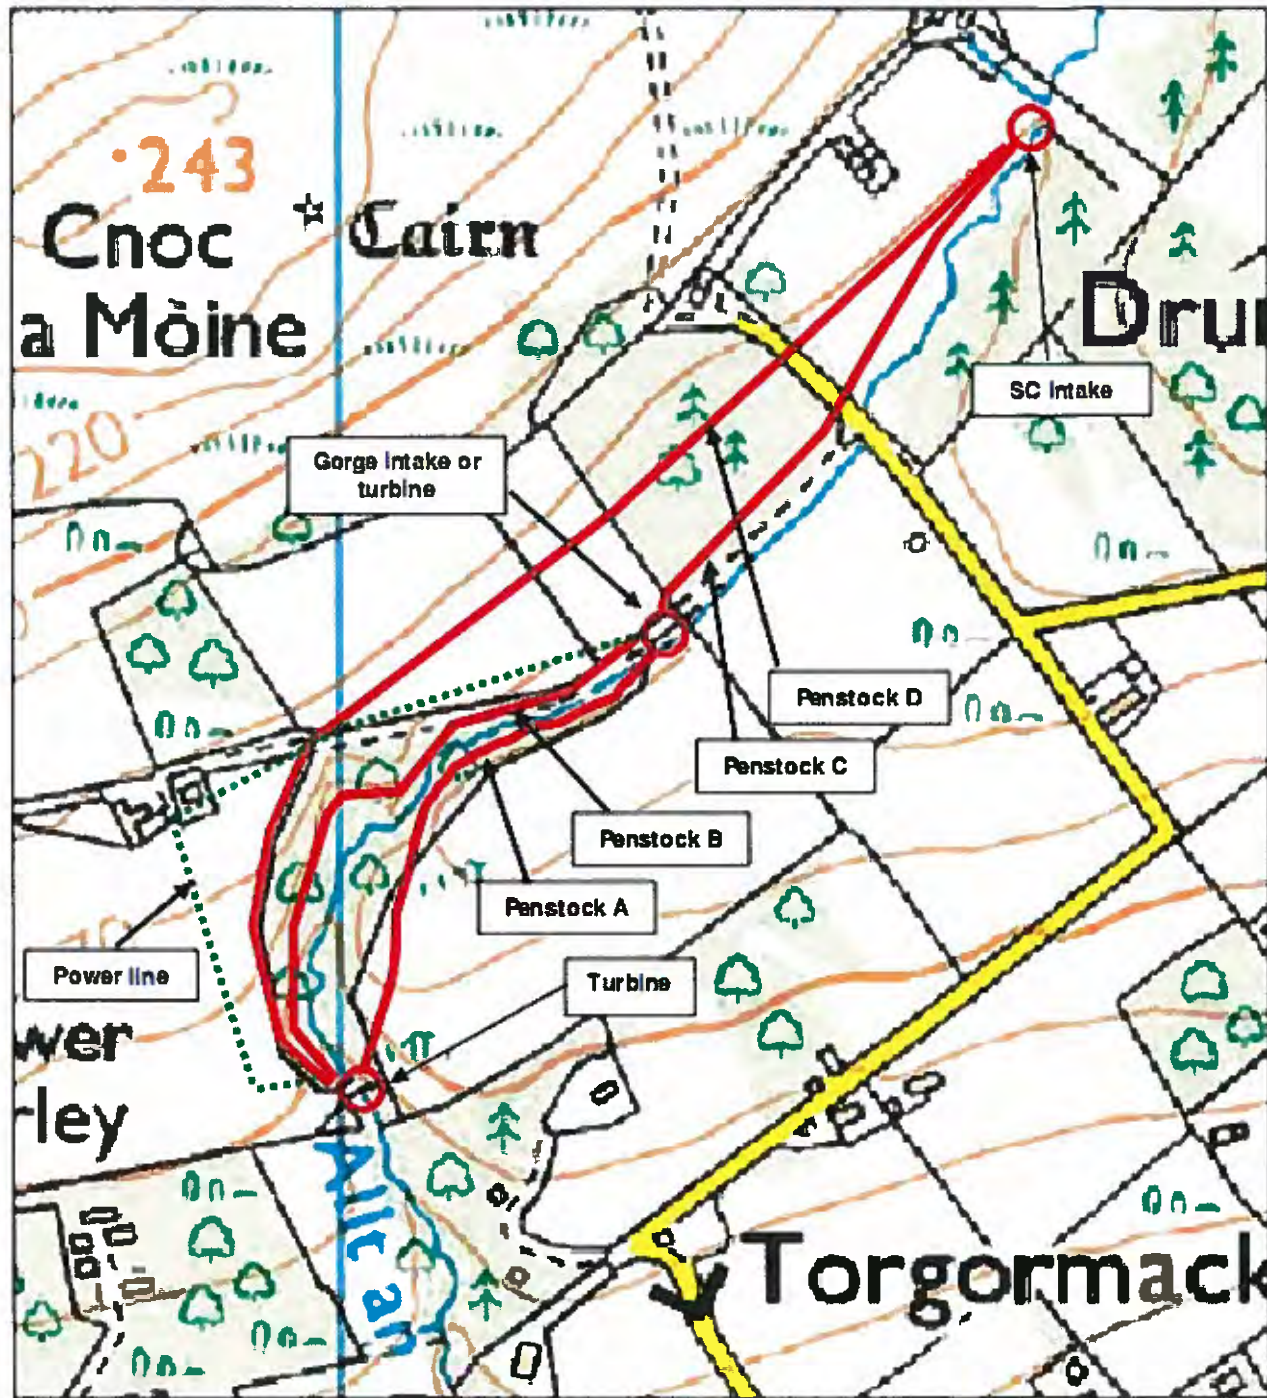 ·243
Cnoc
Cairn
a Mòine
Dru
SC Intake
220
Gorge Intake or
turbine
Penstock D
Penstock C
Penstock B
Penstock A
Power line
Turbine
wer
rley
Allt an
Torgormack